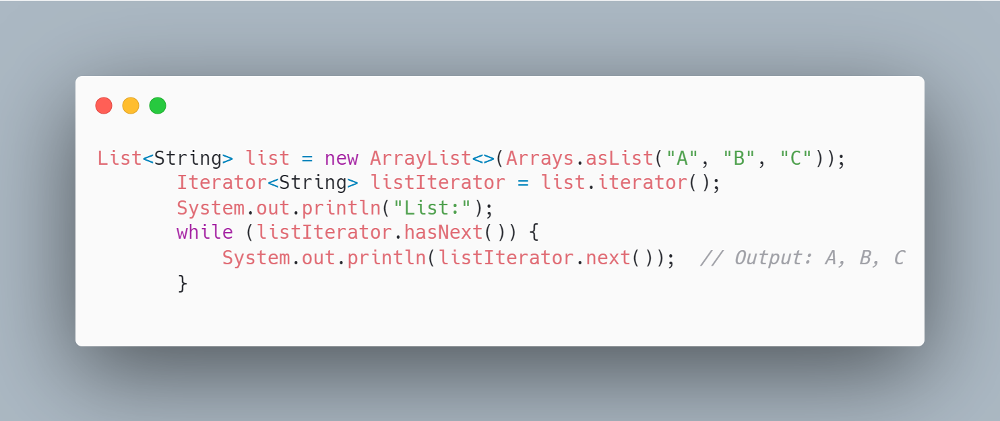 List<String> list = new ArrayList<>(Arrays.asList("A", "B", "C"));
Iterator<String> listIterator = list.iterator();
System.out.println("List:");
while (listIterator.hasNext()) {
System.out.println(listIterator.next());  // Output: A, B, C
}